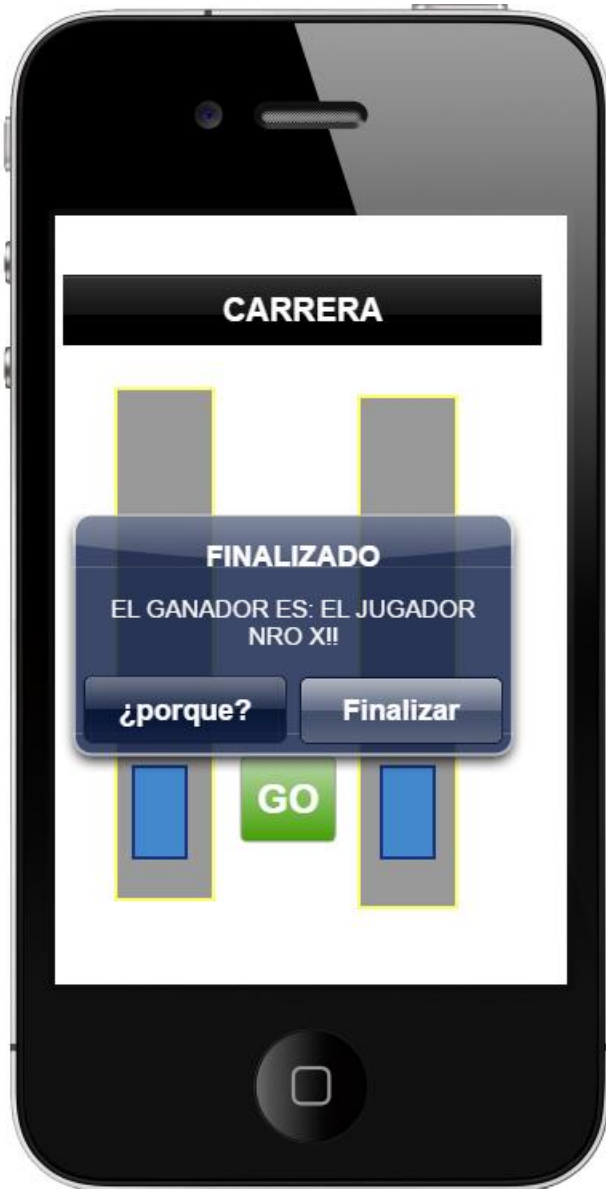 CARRERA
FINALIZADO
EL GANADOR ES: EL JUGADOR
NRO X!!
¿porque?
Finalizar
GO